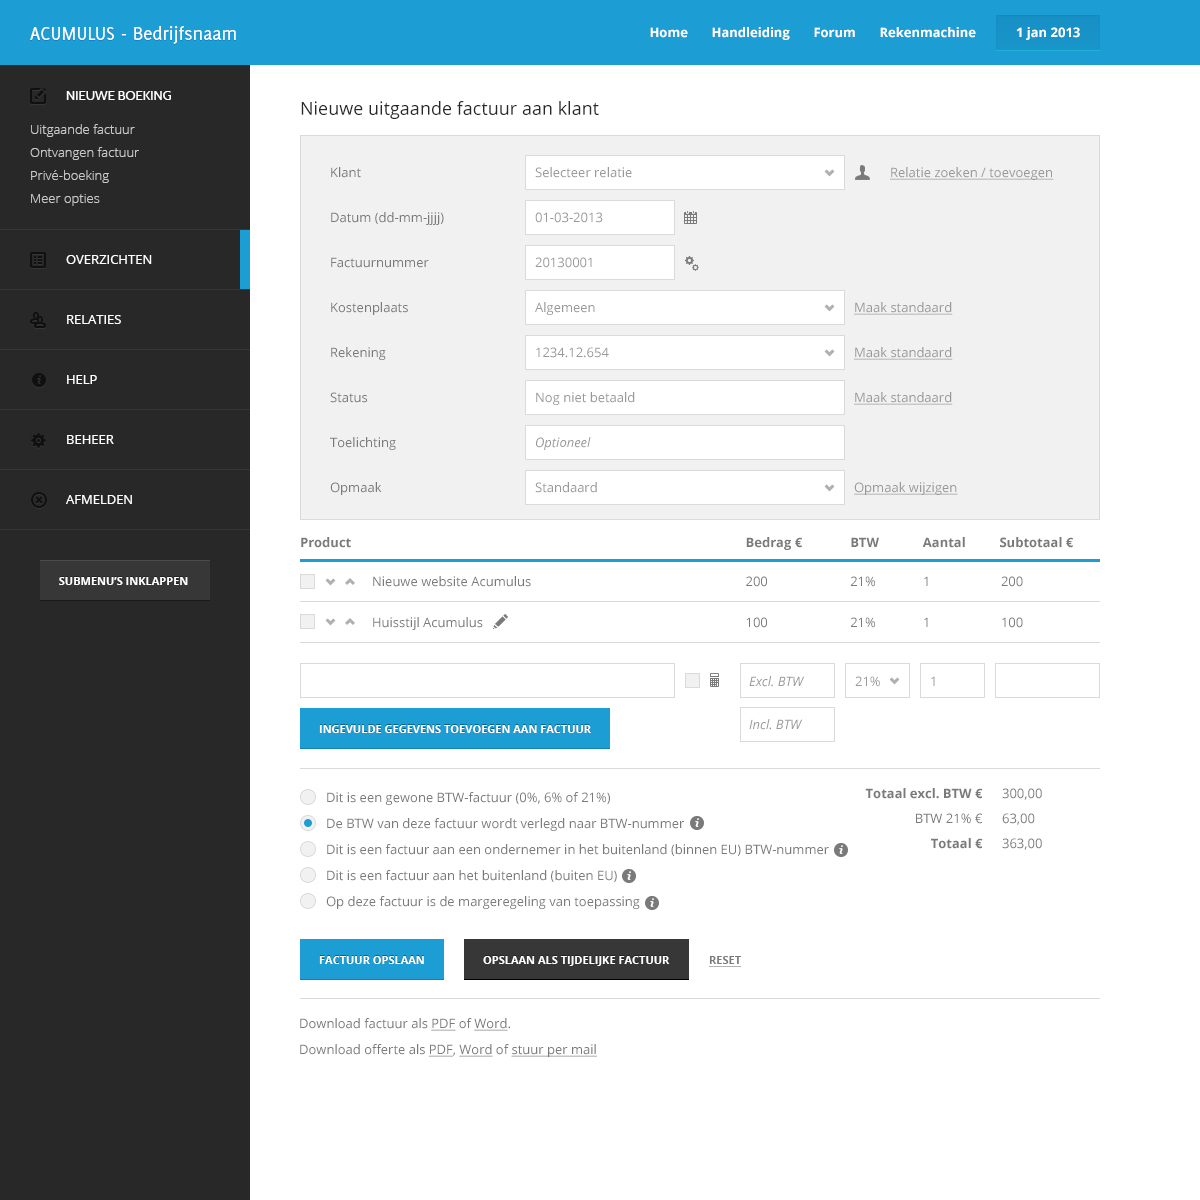 ACUMULUS - Bedrijfsnaam
Home Handleiding Forum Rekenmachine 1 jan 2013
NIEUWE BOEKING
Uitgaande factuur
Ontvangen factuur
Privé-boeking
Meer opties
OVERZICHTEN
RELATIES
HELP
BEHEER
AFMELDEN
SUBMENU'S INKLAPPEN
Nieuwe uitgaande factuur aan klant
Klant Selecteer relatie Relatie zoeken / toevoegen
Datum (dd-mm-jjjj) 01-03-2013
Factuurnummer 20130001
Kostenplaats Algemeen Maak standaard
Rekening 1234.12.654 Maak standaard
Status Nog niet betaald Maak standaard
Toelichting Optioneel
Opmaak Standaard Opmaak wijzigen
Product Bedrag € BTW Aantal Subtotaal €
Nieuwe website Acumulus 200 21% 1 200
Huisstijl Acumulus 100 21% 1 100
Excl. BTW 21% 1
INGEVULDE GEGEVENS TOEVOEGEN AAN FACTUUR Incl. BTW
Dit is een gewone BTW-factuur (0%, 6% of 21%)
De BTW van deze factuur wordt verlegd naar BTW-nummer
Dit is een factuur aan een ondernemer in het buitenland (binnen EU) BTW-nummer
Dit is een factuur aan het buitenland (buiten EU)
Op deze factuur is de margeregeling van toepassing
Totaal excl. BTW € 300,00
BTW 21% € 63,00
Totaal € 363,00
FACTUUR OPSLAAN OPSLAAN ALS TIJDELIJKE FACTUUR RESET
Download factuur als PDF of Word.
Download offerte als PDF, Word of stuur per mail